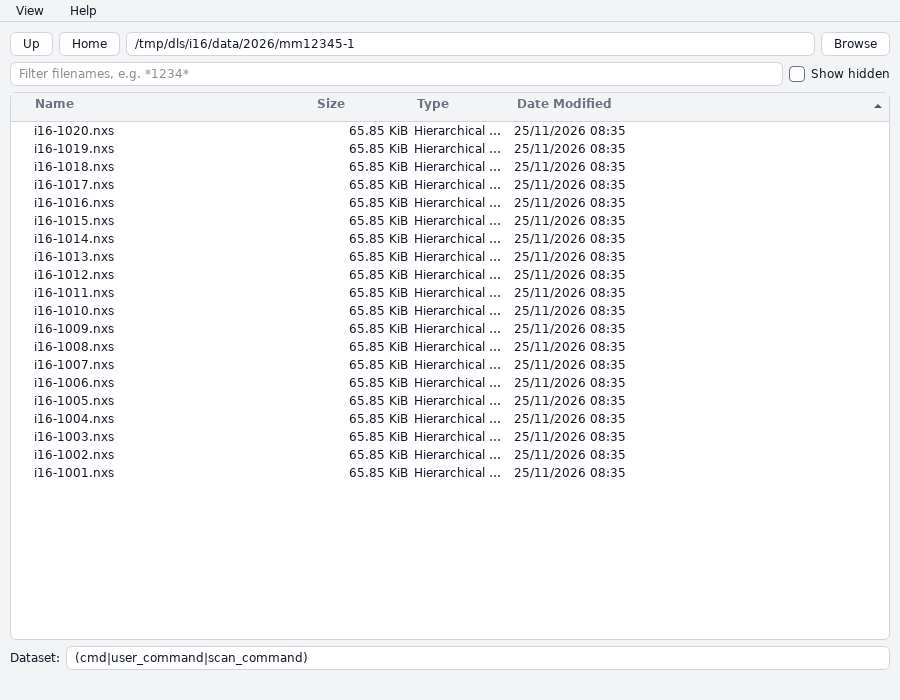 View Help
Up Home /tmp/dls/i16/data/2026/mm12345-1 Browse
Filter filenames, e.g. *1234* Show hidden
Name Size Type Date Modified
i16-1020.nxs 65.85 KiB Hierarchical ... 25/11/2026 08:35
i16-1019.nxs 65.85 KiB Hierarchical ... 25/11/2026 08:35
i16-1018.nxs 65.85 KiB Hierarchical ... 25/11/2026 08:35
i16-1017.nxs 65.85 KiB Hierarchical ... 25/11/2026 08:35
i16-1016.nxs 65.85 KiB Hierarchical ... 25/11/2026 08:35
i16-1015.nxs 65.85 KiB Hierarchical ... 25/11/2026 08:35
i16-1014.nxs 65.85 KiB Hierarchical ... 25/11/2026 08:35
i16-1013.nxs 65.85 KiB Hierarchical ... 25/11/2026 08:35
i16-1012.nxs 65.85 KiB Hierarchical ... 25/11/2026 08:35
i16-1011.nxs 65.85 KiB Hierarchical ... 25/11/2026 08:35
i16-1010.nxs 65.85 KiB Hierarchical ... 25/11/2026 08:35
i16-1009.nxs 65.85 KiB Hierarchical ... 25/11/2026 08:35
i16-1008.nxs 65.85 KiB Hierarchical ... 25/11/2026 08:35
i16-1007.nxs 65.85 KiB Hierarchical ... 25/11/2026 08:35
i16-1006.nxs 65.85 KiB Hierarchical ... 25/11/2026 08:35
i16-1005.nxs 65.85 KiB Hierarchical ... 25/11/2026 08:35
i16-1004.nxs 65.85 KiB Hierarchical ... 25/11/2026 08:35
i16-1003.nxs 65.85 KiB Hierarchical ... 25/11/2026 08:35
i16-1002.nxs 65.85 KiB Hierarchical ... 25/11/2026 08:35
i16-1001.nxs 65.85 KiB Hierarchical ... 25/11/2026 08:35
Dataset: (cmd|user_command|scan_command)